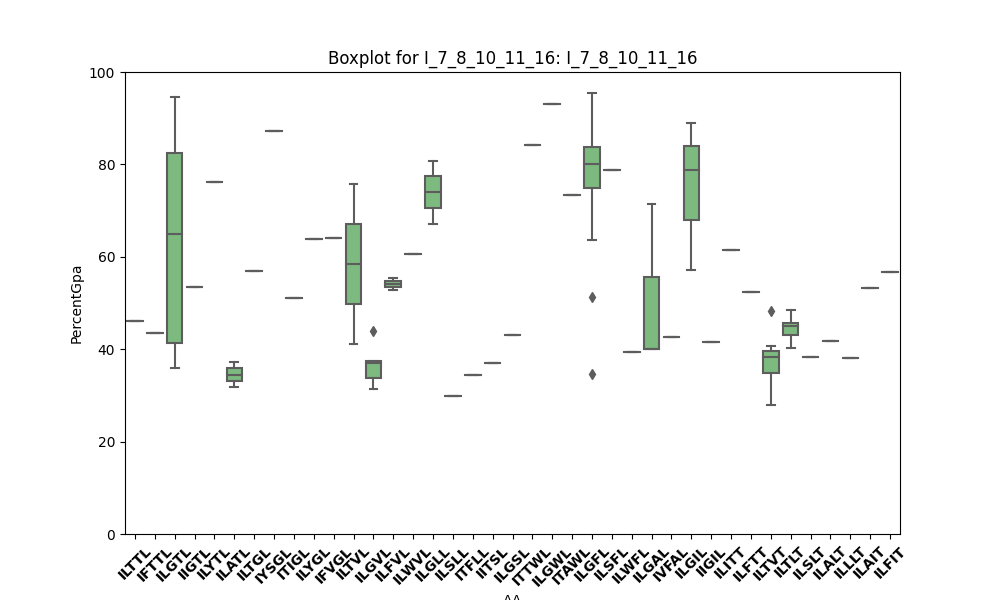 Boxplot for I_7_8_10_11_16: I_7_8_10_11_16
PercentGpa
100
80
60
40
20
0
ILTTL
IFTTL
ILGTL
IIGTL
ILYTL
ILATL
ILTGL
IYSGL
ITIGL
ILYGL
IFVGL
ILTVL
ILGVL
ILFVL
ILWVL
ILGLL
ILSLL
ITFLL
IITSL
ILGSL
ITTWL
ILGWL
ITAWL
ILGFL
ILSFL
ILWFL
ILGAL
IVFAL
ILGIL
IIGIL
ILITT
ILFTT
ILTVT
ILTLT
ILSLT
ILALT
ILLLT
ILAIT
ILFIT